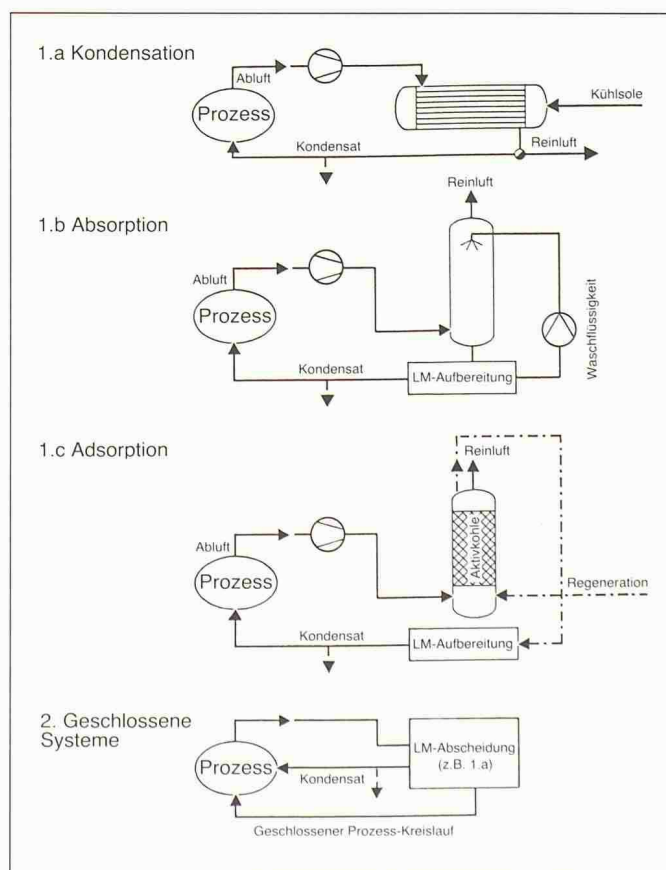 1.a Kondensation
Abluft
Prozess
Kühlsole
Kondensat
Reinluft
1.b Absorption
Reinluft
Abluft
Prozess
Waschflüssigkeit
Kondensat
LM-Aufbereitung
1.c Adsorption
Reinluft
Abluft
Prozess
Aktivkohle
Regeneration
Kondensat
LM-Aufbereitung
2. Geschlossene
Systeme
LM-Abscheidung
(z.B. 1.a)
Prozess
Kondensat
Geschlossener Prozess-Kreislauf